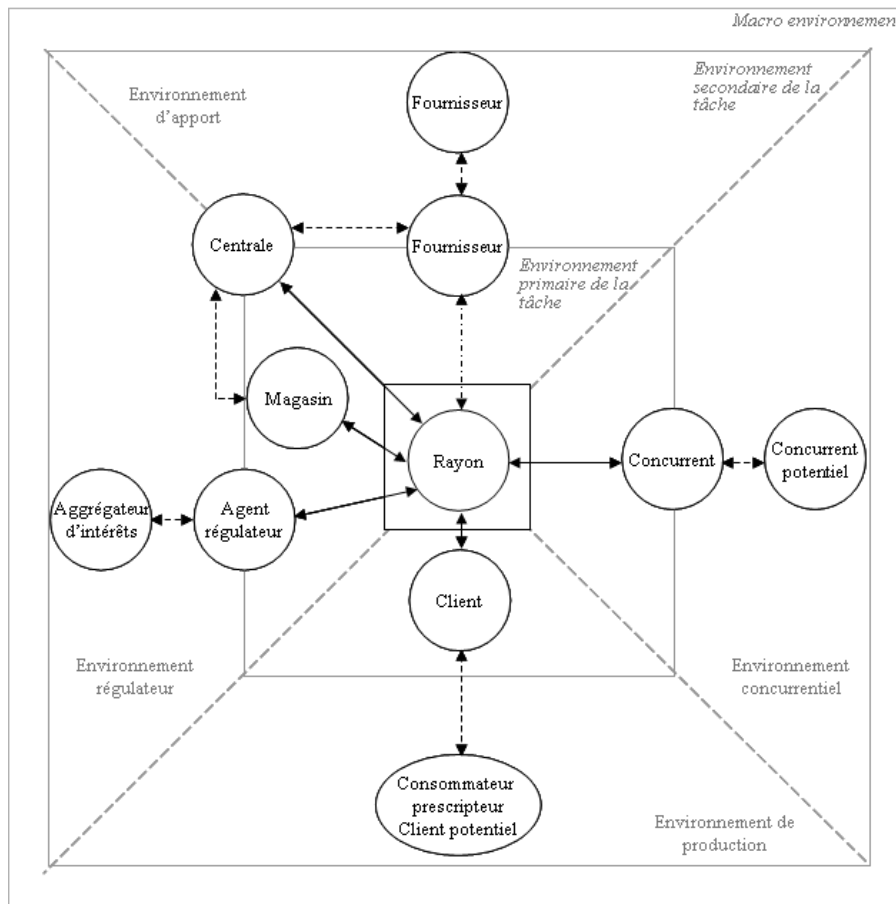 Macro environnemen
Environnement
secondaire de la
tâche
Environnement
d'apport
Fournisseur
Centrale
Fournisseur
Environnement
primaire de la
tâche
Magasin
Rayon
Concurrent
Concurrent
potentiel
Aggrégateur
d'intérêts
Agent
régulateur
Client
Environnement
régulateur
Environnement
concurrentiel
Consommateur
prescripteur
Client potentiel
Environnement de
production